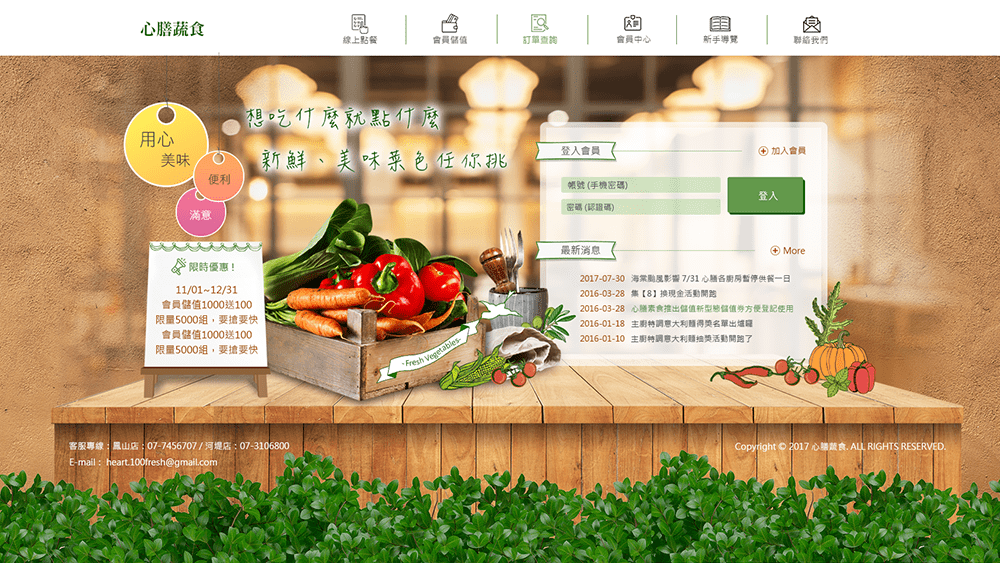 心膳蔬食
線上點餐
會員儲值
訂單查詢
會員中心
新手導覽
聯絡我們
想吃什麼就點什麼
新鮮、美味菜色任你挑
用心
美味
便利
滿意
限時優惠！
11/01~12/31
會員儲值1000送100
限量5000組，要搶要快
會員儲值1000送100
限量5000組，要搶要快
-Fresh Vegetables-
登入會員
加入會員
帳號 (手機密碼)
密碼 (認證碼)
登入
最新消息
More
2017-07-30 海棠颱風影響 7/31 心膳各廚房暫停供餐一日
2016-03-28 集【8】換現金活動開跑
2016-03-28 心膳素食推出儲值新型態儲值券方便登記使用
2016-01-18 主廚特調意大利麵得獎名單出爐囉
2016-01-10 主廚特調意大利麵抽獎活動開跑了
客服專線：鳳山店：07-7456707 / 河堤店：07-3106800
E-mail : heart.100fresh@gmail.com
Copyright © 2017 心膳蔬食. ALL RIGHTS RESERVED.